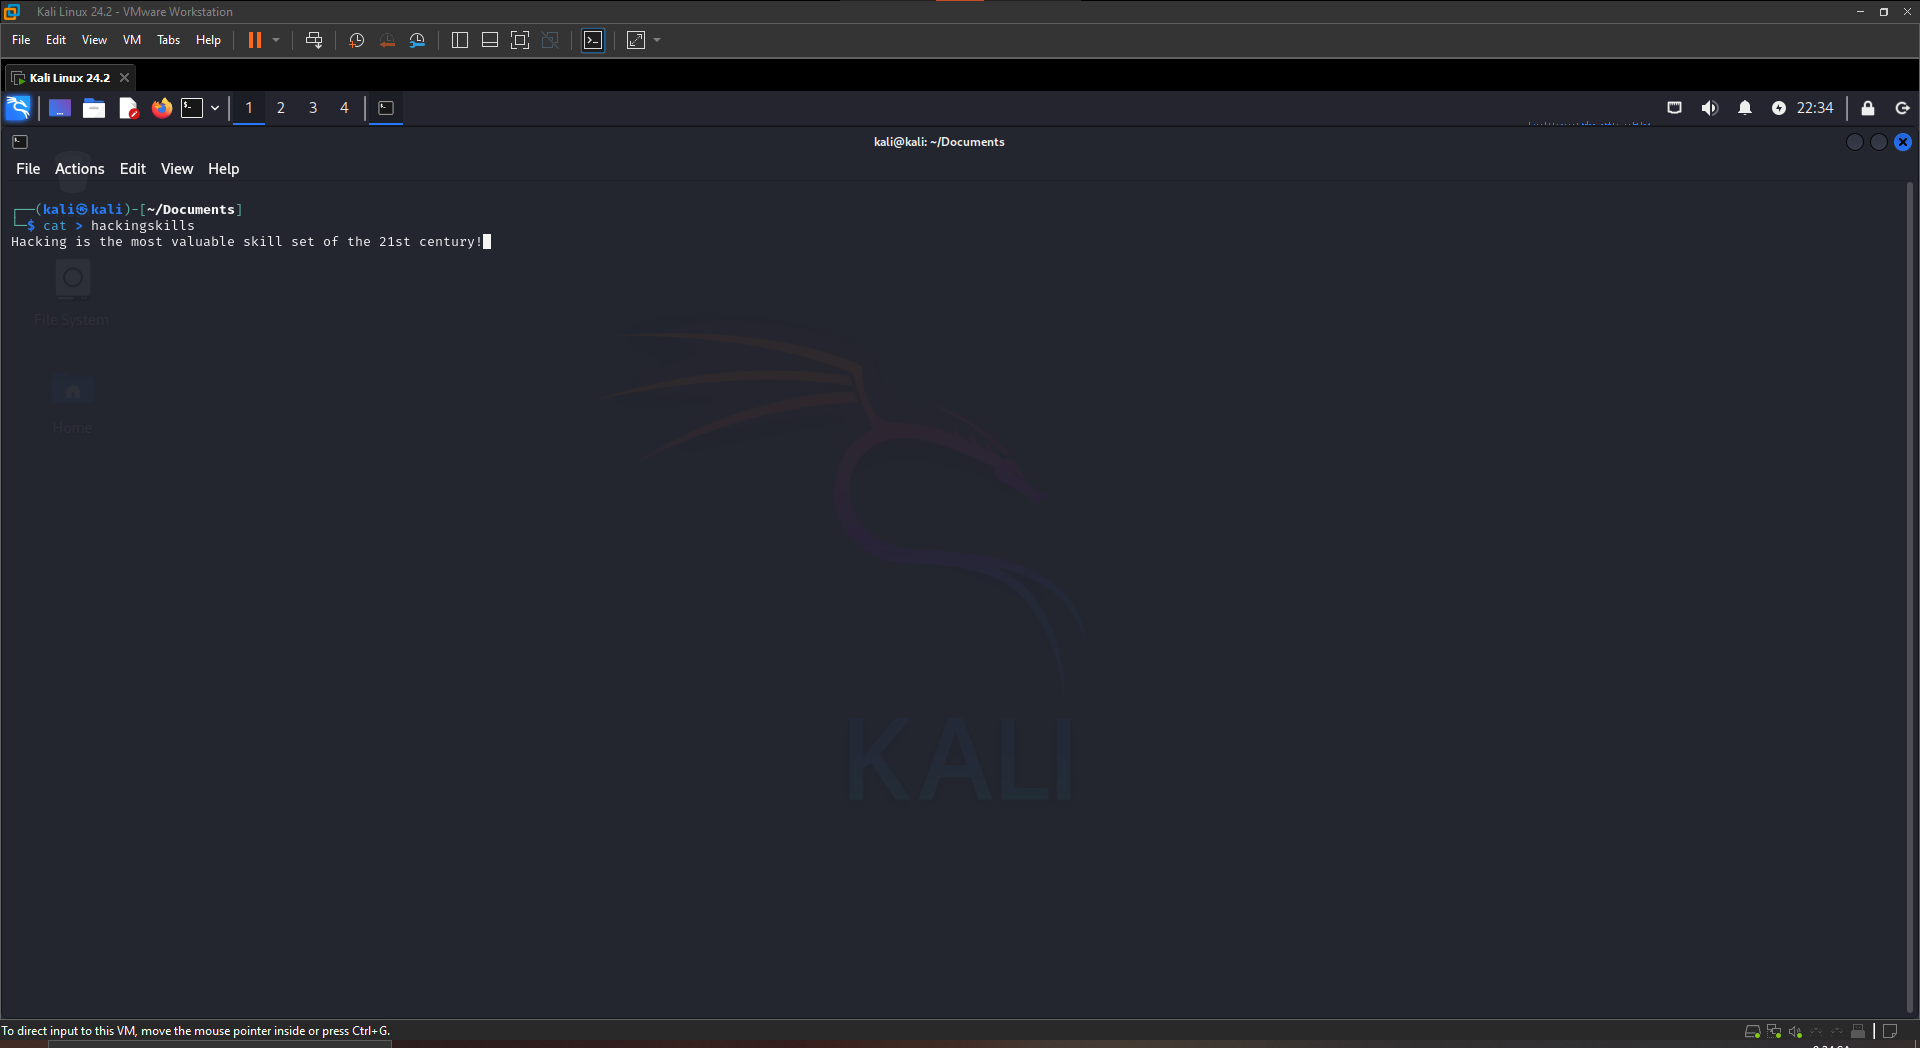 Kali Linux 24.2 - VMware Workstation
File Edit View VM Tabs Help
Kali Linux 24.2
1 2 3 4 22:34
kali@kali: ~/Documents
File Actions Edit View Help
┌──(kali㉿kali)-[~/Documents]
└─$ cat > hackingskills
Hacking is the most valuable skill set of the 21st century!
File System
Home
KALI
To direct input to this VM, move the mouse pointer inside or press Ctrl+G.